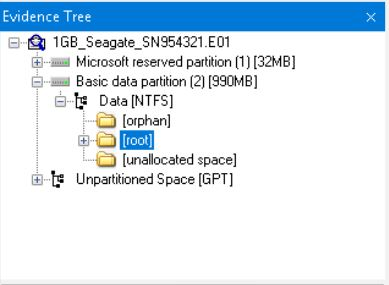 Evidence Tree
1GB_Seagate_SN954321.E01
Microsoft reserved partition (1) [32MB]
Basic data partition (2) [990MB]
Data [NTFS]
[orphan]
[root]
[unallocated space]
Unpartitioned Space [GPT]